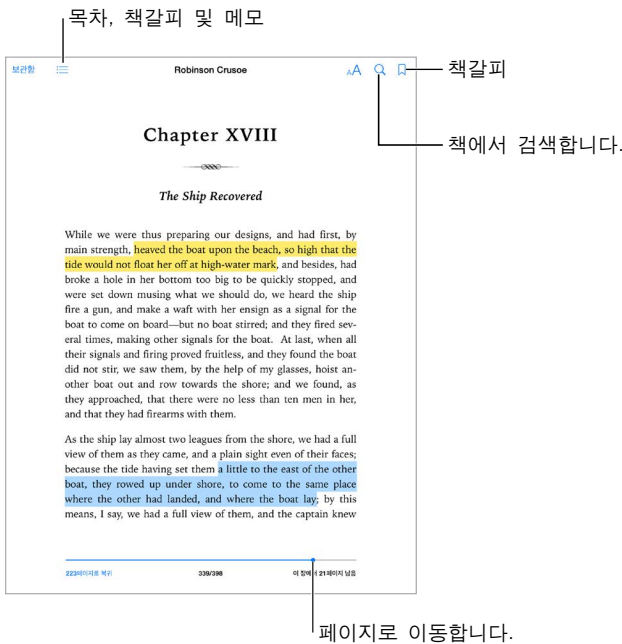 목차, 책갈피 및 메모
보관함 Robinson Crusoe AA
책갈피
책에서 검색합니다.
Chapter XVIII
The Ship Recovered
While we were thus preparing our designs, and had first, by
main strength, heaved the boat upon the beach, so high that the
tide would not float her off at high-water mark, and besides, had
broke a hole in her bottom too big to be quickly stopped, and
were set down musing what we should do, we heard the ship
fire a gun, and make a waft with her ensign as a signal for the
boat to come on board—but no boat stirred; and they fired sev-
eral times, making other signals for the boat. At last, when all
their signals and firing proved fruitless, and they found the boat
did not stir, we saw them, by the help of my glasses, hoist an-
other boat out and row towards the shore; and we found, as
they approached, that there were no less than ten men in her,
and that they had firearms with them.
As the ship lay almost two leagues from the shore, we had a full
view of them as they came, and a plain sight even of their faces;
because the tide having set them a little to the east of the other
boat, they rowed up under shore, to come to the same place
where the other had landed, and where the boat lay; by this
means, I say, we had a full view of them, and the captain knew
223페이지로 복귀 339/398 이 장에서 21페이지 남음
페이지로 이동합니다.